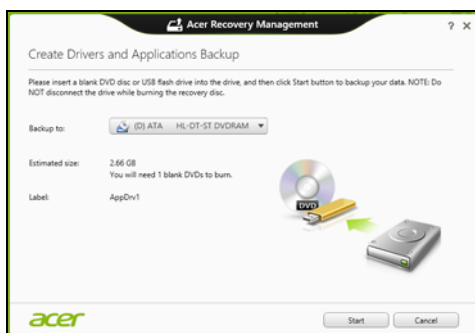 Acer Recovery Management
? X
Create Drivers and Applications Backup
Please insert a blank DVD disc or USB flash drive into the drive, and then click Start button to backup your data. NOTE: Do
NOT disconnect the drive while burning the recovery disc.
Backup to: (D) ATA HL-DT-ST DVDRAM
Estimated size: 2.66 GB
You will need 1 blank DVDs to burn.
Label: AppDrv1
DVD
acer
Start Cancel